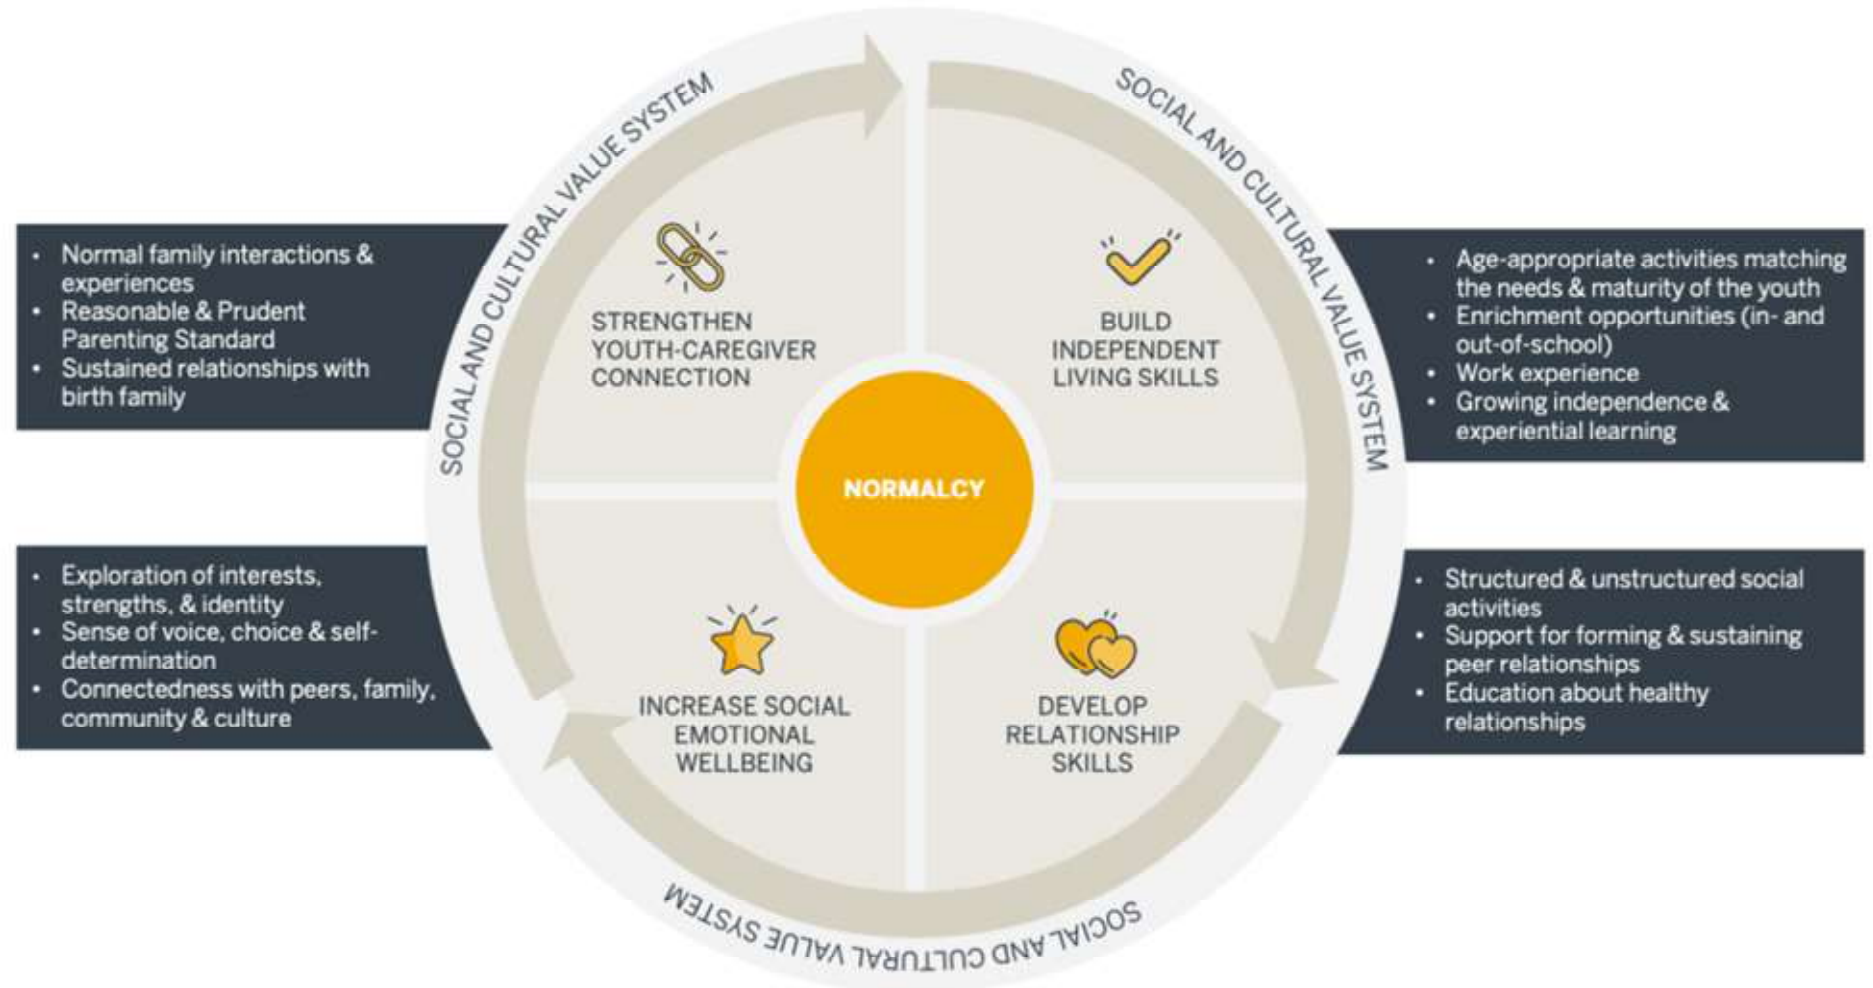 SOCIAL AND CULTURAL VALUE SYSTEM
SOCIAL AND CULTURAL VALUE SYSTEM
• Normal family interactions &
experiences
• Reasonable & Prudent
Parenting Standard
• Sustained relationships with
birth family
STRENGTHEN
YOUTH-CAREGIVER
CONNECTION
BUILD
INDEPENDENT
LIVING SKILLS
• Age-appropriate activities matching
the needs & maturity of the youth
• Enrichment opportunities (in- and
out-of-school)
• Work experience
• Growing independence &
experiential learning
NORMALCY
• Exploration of interests,
strengths, & identity
• Sense of voice, choice & self-
determination
• Connectedness with peers, family,
community & culture
INCREASE SOCIAL
EMOTIONAL
WELLBEING
DEVELOP
RELATIONSHIP
SKILLS
• Structured & unstructured social
activities
• Support for forming & sustaining
peer relationships
• Education about healthy
relationships
SOCIAL AND CULTURAL VALUE SYSTEM